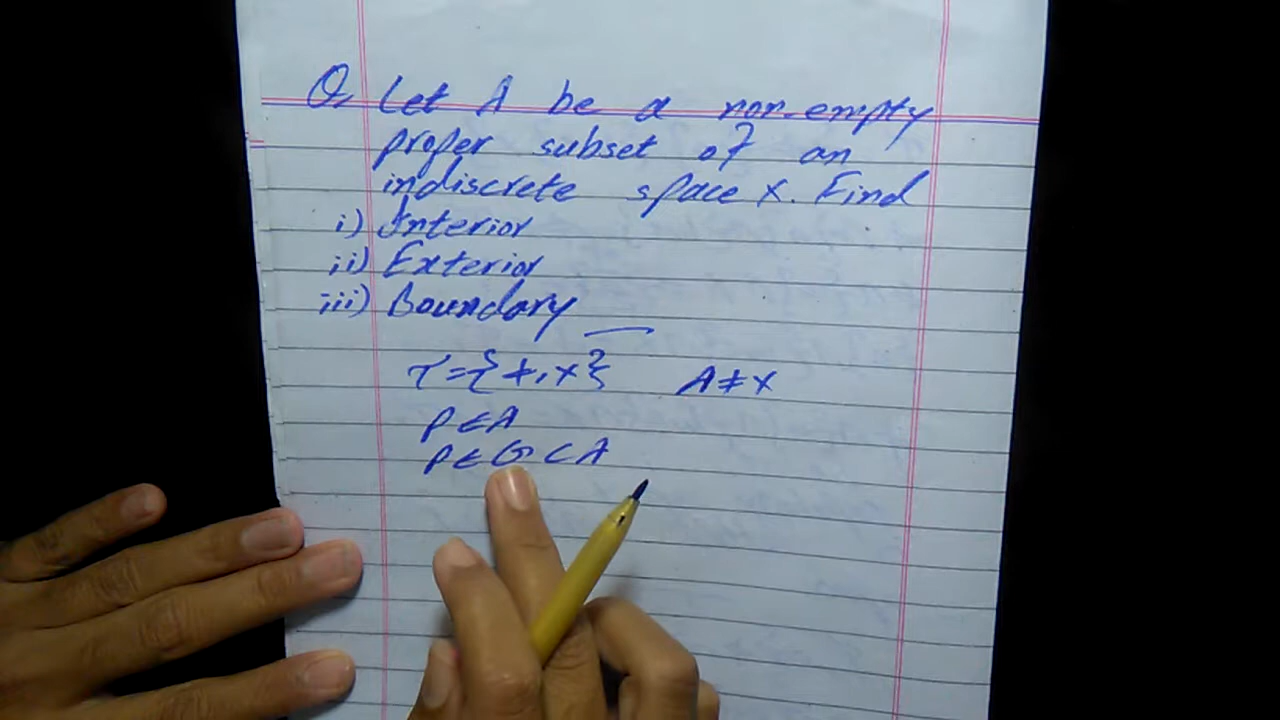 Q, Let A be a non-empty
proper subset of an
indiscrete space X. Find
i) Interior
ii) Exterior
iii) Boundary
τ={ϕ,X} A≠X
P∈A
P∈G⊂A